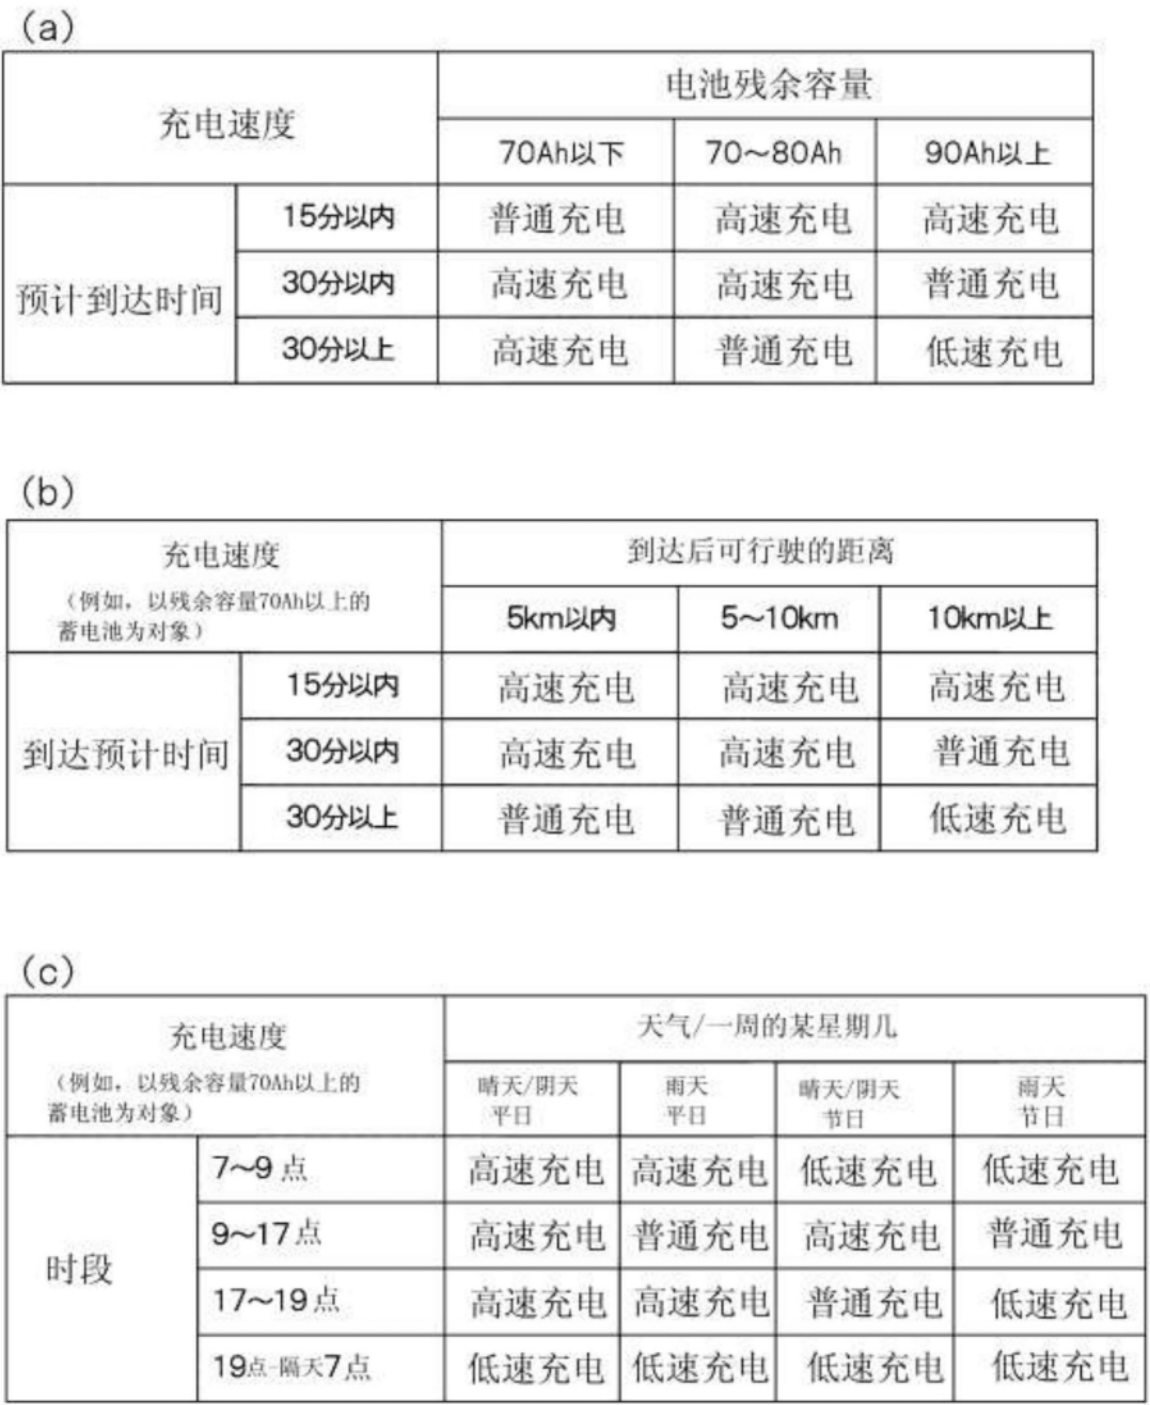 (a)
充电速度 电池残余容量
70Ah以下 70～80Ah 90Ah以上
预计到达时间 15分以内 普通充电 高速充电 高速充电
30分以内 高速充电 高速充电 普通充电
30分以上 高速充电 普通充电 低速充电
(b)
充电速度
（例如，以残余容量70Ah以上的
蓄电池为对象）
到达后可行驶的距离
5km以内 5～10km 10km以上
到达预计时间 15分以内 高速充电 高速充电 高速充电
30分以内 高速充电 高速充电 普通充电
30分以上 普通充电 普通充电 低速充电
(c)
充电速度
（例如，以残余容量70Ah以上的
蓄电池为对象）
天气/一周的某星期几
晴天/阴天 雨天 晴天/阴天 雨天
平日 平日 节日 节日
时段 7～9点 高速充电 高速充电 低速充电 低速充电
9～17点 高速充电 普通充电 高速充电 普通充电
17～19点 高速充电 高速充电 普通充电 低速充电
19点-隔天7点 低速充电 低速充电 低速充电 低速充电